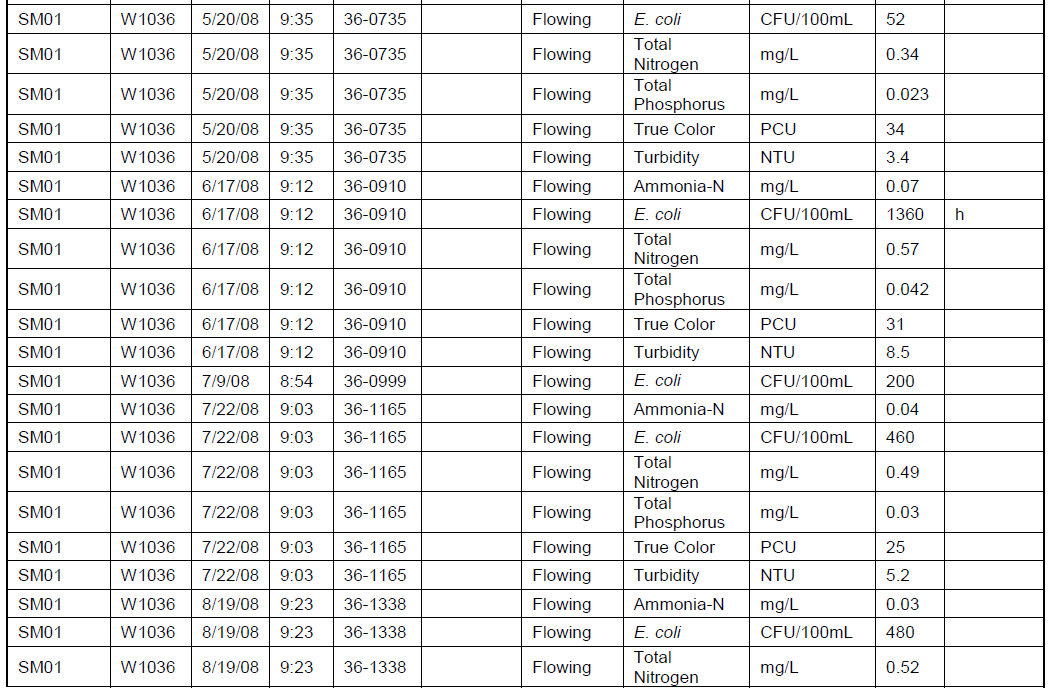 SM01 W1036 5/20/08 9:35 36-0735 Flowing E. coli CFU/100mL 52
SM01 W1036 5/20/08 9:35 36-0735 Flowing Total Nitrogen mg/L 0.34
SM01 W1036 5/20/08 9:35 36-0735 Flowing Total Phosphorus mg/L 0.023
SM01 W1036 5/20/08 9:35 36-0735 Flowing True Color PCU 34
SM01 W1036 5/20/08 9:35 36-0735 Flowing Turbidity NTU 3.4
SM01 W1036 6/17/08 9:12 36-0910 Flowing Ammonia-N mg/L 0.07
SM01 W1036 6/17/08 9:12 36-0910 Flowing E. coli CFU/100mL 1360 h
SM01 W1036 6/17/08 9:12 36-0910 Flowing Total Nitrogen mg/L 0.57
SM01 W1036 6/17/08 9:12 36-0910 Flowing Total Phosphorus mg/L 0.042
SM01 W1036 6/17/08 9:12 36-0910 Flowing True Color PCU 31
SM01 W1036 6/17/08 9:12 36-0910 Flowing Turbidity NTU 8.5
SM01 W1036 7/9/08 8:54 36-0999 Flowing E. coli CFU/100mL 200
SM01 W1036 7/22/08 9:03 36-1165 Flowing Ammonia-N mg/L 0.04
SM01 W1036 7/22/08 9:03 36-1165 Flowing E. coli CFU/100mL 460
SM01 W1036 7/22/08 9:03 36-1165 Flowing Total Nitrogen mg/L 0.49
SM01 W1036 7/22/08 9:03 36-1165 Flowing Total Phosphorus mg/L 0.03
SM01 W1036 7/22/08 9:03 36-1165 Flowing True Color PCU 25
SM01 W1036 7/22/08 9:03 36-1165 Flowing Turbidity NTU 5.2
SM01 W1036 8/19/08 9:23 36-1338 Flowing Ammonia-N mg/L 0.03
SM01 W1036 8/19/08 9:23 36-1338 Flowing E. coli CFU/100mL 480
SM01 W1036 8/19/08 9:23 36-1338 Flowing Total Nitrogen mg/L 0.52